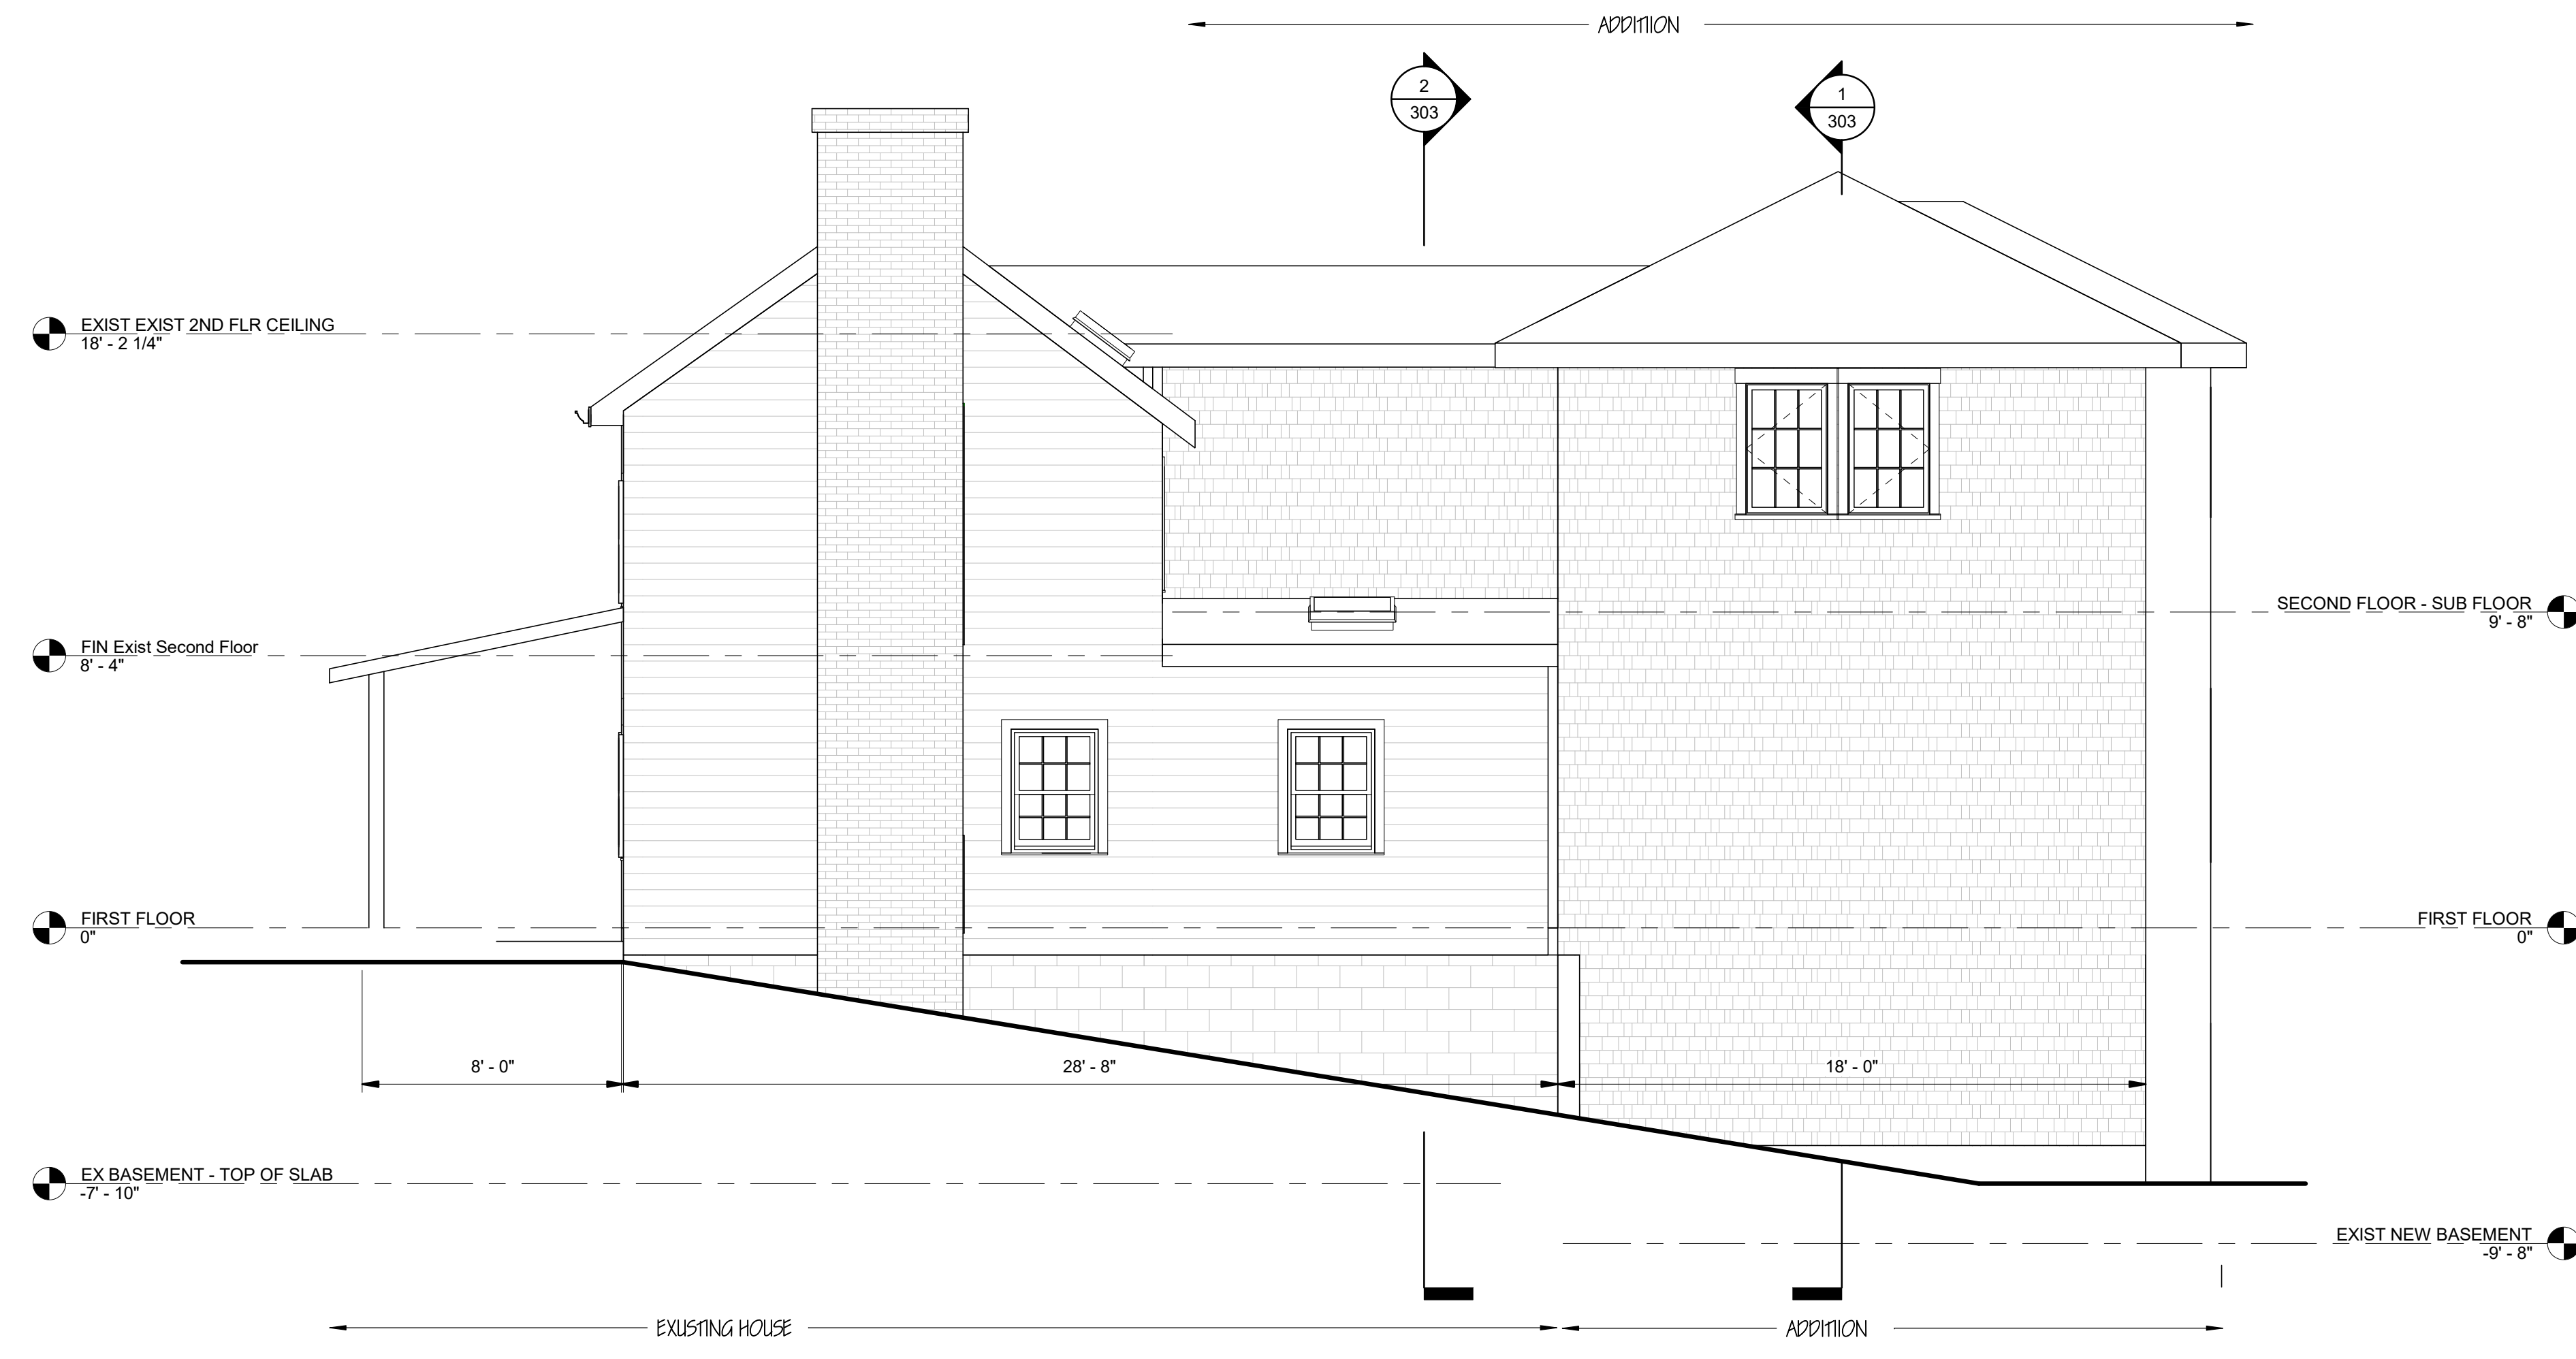 ADDITION
2
303
1
303
EXIST EXIST 2ND FLR CEILING
18' - 2 1/4"
SECOND FLOOR - SUB FLOOR
9' - 8"
FIN Exist Second Floor
8' - 4"
FIRST FLOOR
0"
FIRST FLOOR
0"
8' - 0"
28' - 8"
18' - 0"
EX BASEMENT - TOP OF SLAB
-7' - 10"
EXIST NEW BASEMENT
-9' - 8"
EXISTING HOUSE
ADDITION